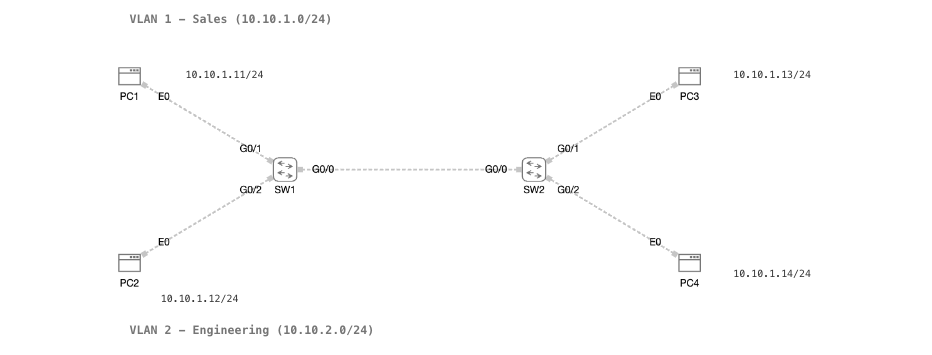 VLAN 1 – Sales (10.10.1.0/24)
10.10.1.11/24
10.10.1.13/24
PC1
E0
E0
PC3
G0/1
G0/1
G0/0
G0/0
G0/2
SW1
SW2
G0/2
E0
E0
PC2
PC4
10.10.1.14/24
10.10.1.12/24
VLAN 2 – Engineering (10.10.2.0/24)